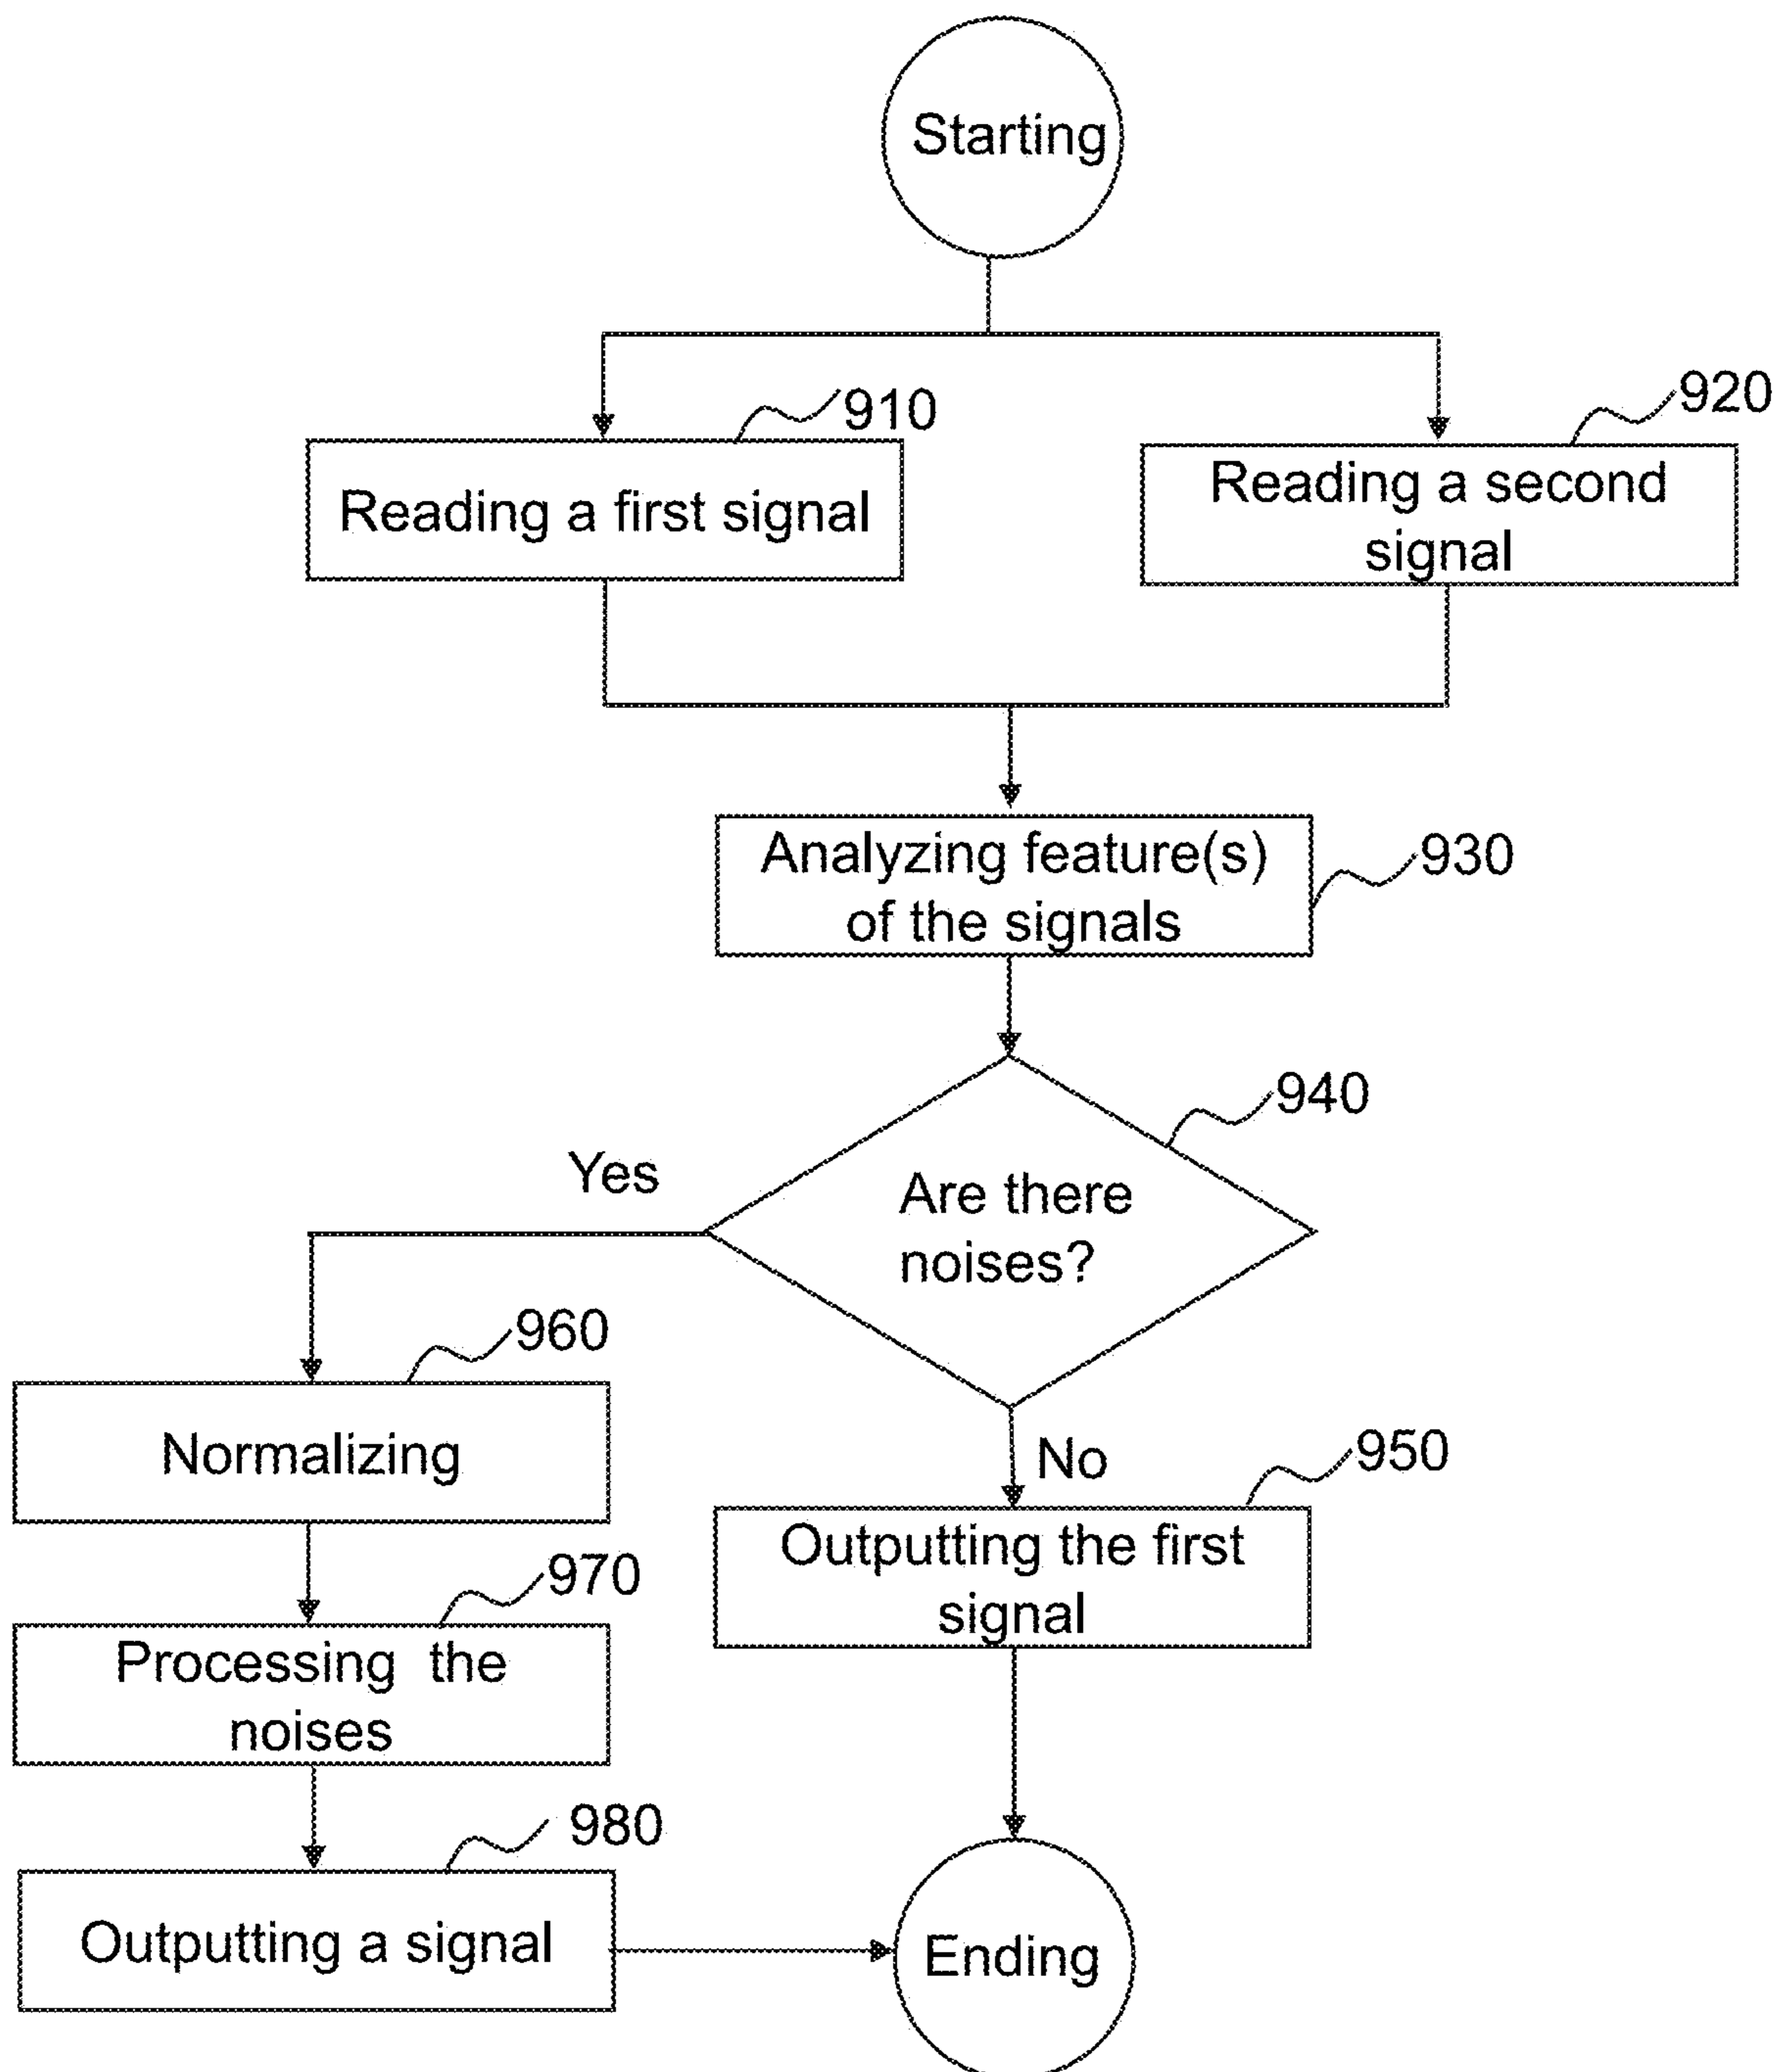 Starting
910
920
Reading a first signal
Reading a second
signal
Analyzing feature(s)
of the signals
930
940
Yes
Are there
noises?
960
Normalizing
No
950
Outputting the first
signal
970
Processing the
noises
980
Outputting a signal
Ending